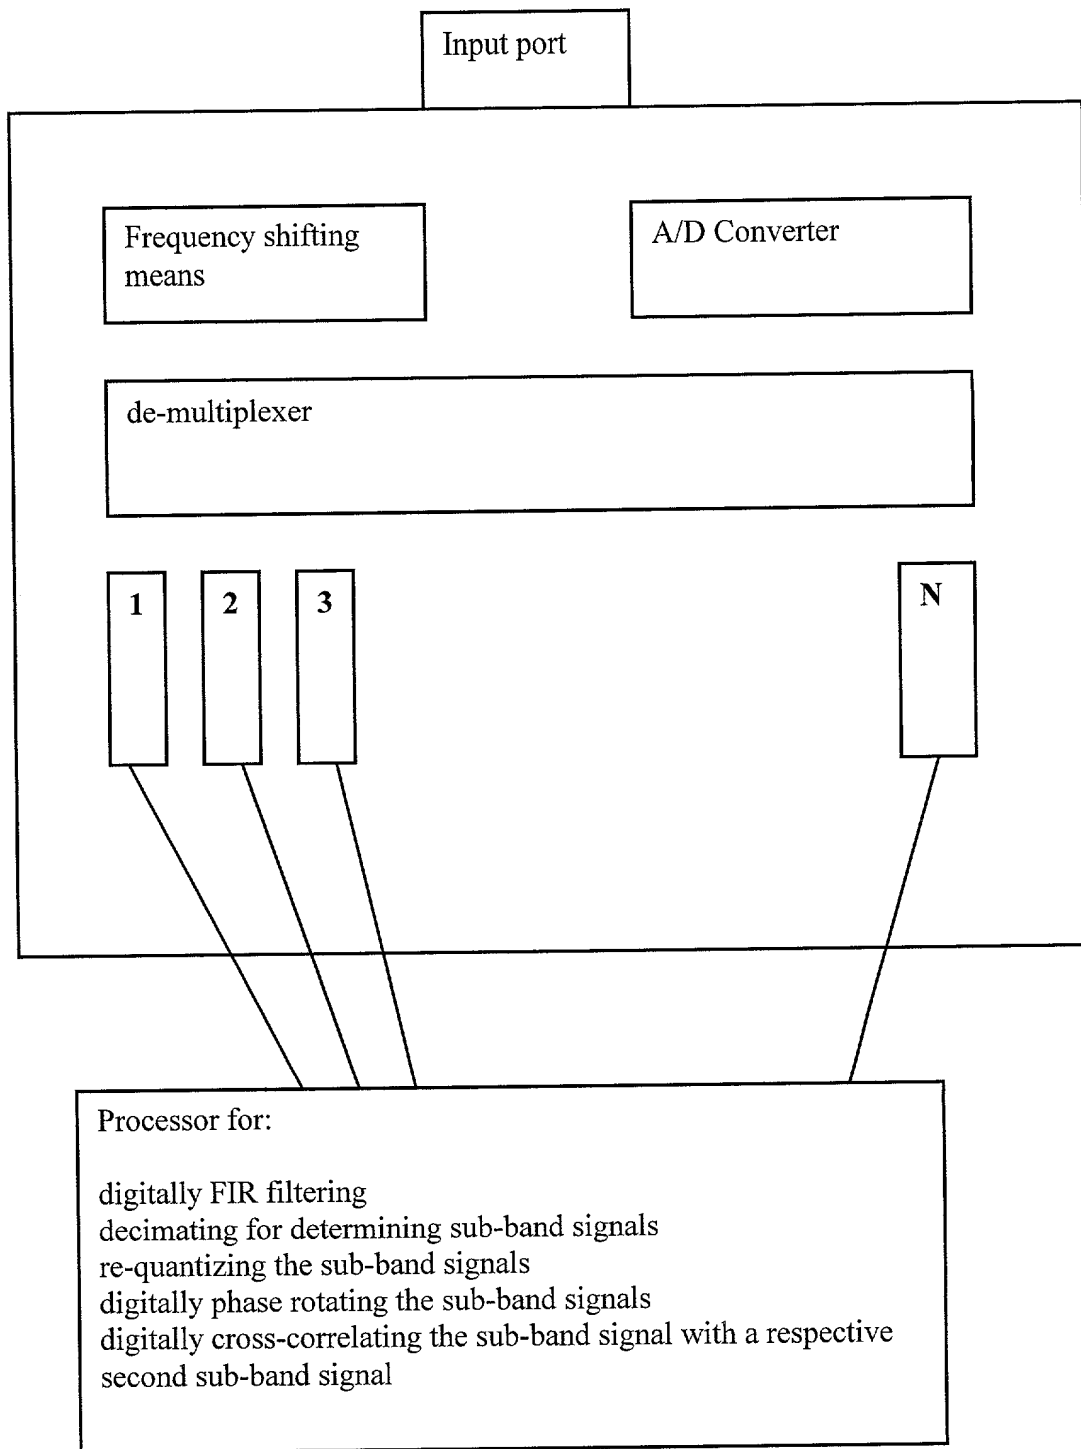 Input port
Frequency shifting
means
A/D Converter
de-multiplexer
1
2
3
N
Processor for:
digitally FIR filtering
decimating for determining sub-band signals
re-quantizing the sub-band signals
digitally phase rotating the sub-band signals
digitally cross-correlating the sub-band signal with a respective
second sub-band signal